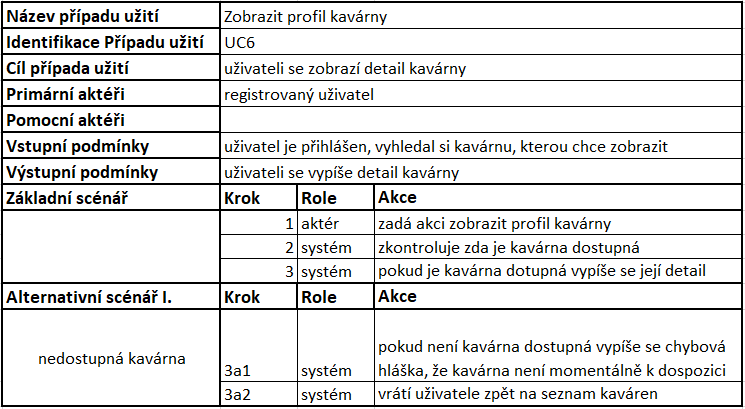 Název případu užití Zobrazit profil kavárny
Identifikace Případu užití UC6
Cíl případa užití uživateli se zobrazí detail kavárny
Primární aktéři registrovaný uživatel
Pomocní aktéři
Vstupní podmínky uživatel je přihlášen, vyhledal si kavárnu, kterou chce zobrazit
Výstupní podmínky uživateli se vypíše detail kavárny
Základní scénář Krok Role Akce
1 aktér zadá akci zobrazit profil kavárny
2 systém zkontroluje zda je kavárna dostupná
3 systém pokud je kavárna dotupná vypíše se její detail
Alternativní scénář I. Krok Role Akce
nedostupná kavárna
pokud není kavárna dostupná vypíše se chybová
3a1 systém hláška, že kavárna není momentálně k dospozici
3a2 systém vrátí uživatele zpět na seznam kaváren